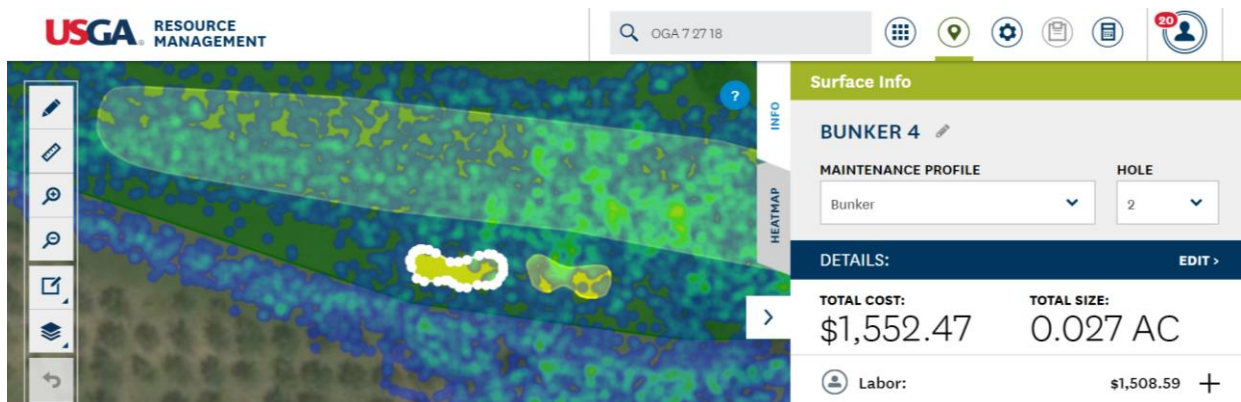 USGA® RESOURCE
MANAGEMENT
OGA 7 27 18
20
?
INFO
HEATMAP
Surface Info
BUNKER 4
MAINTENANCE PROFILE
HOLE
Bunker
2
DETAILS:
EDIT ›
TOTAL COST:
TOTAL SIZE:
$1,552.47
0.027 AC
Labor:
$1,508.59 +